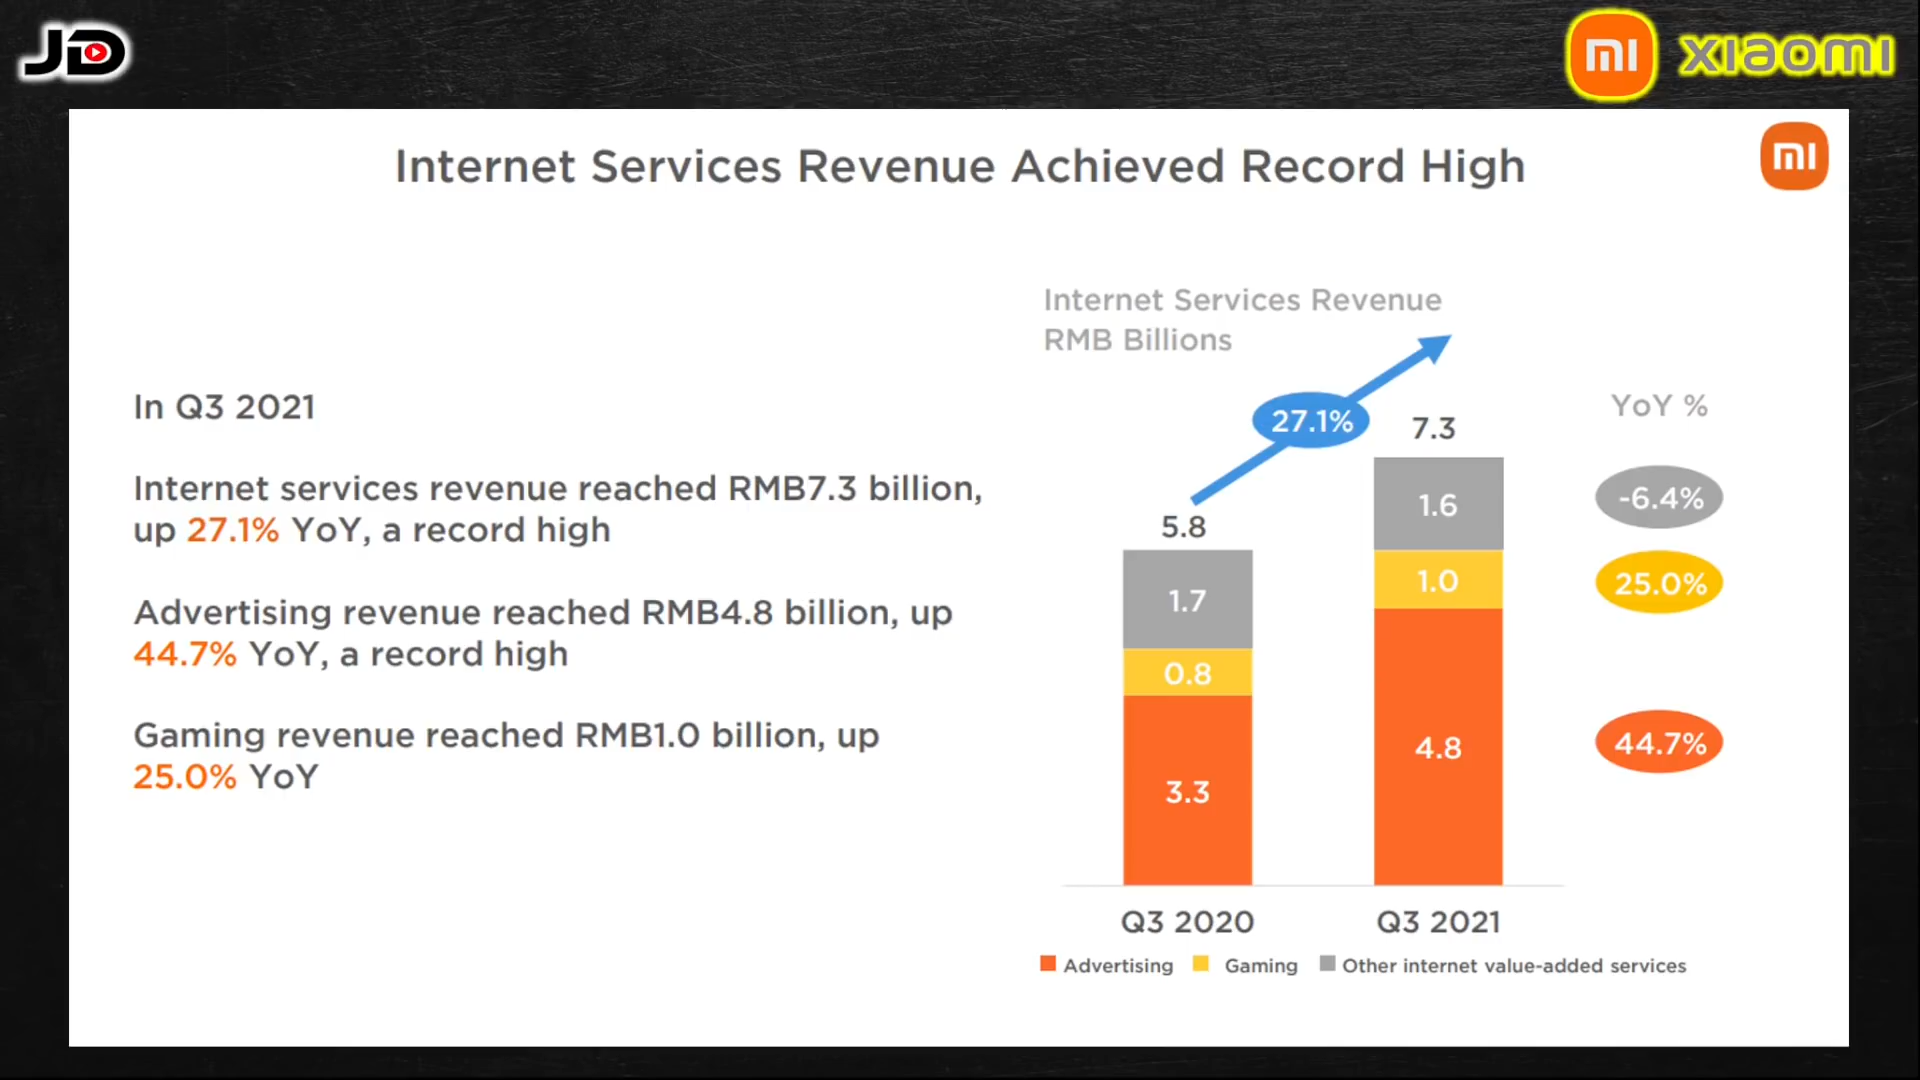 JD
mi xiaomi
mi
Internet Services Revenue Achieved Record High
In Q3 2021
Internet services revenue reached RMB7.3 billion,
up 27.1% YoY, a record high
Advertising revenue reached RMB4.8 billion, up
44.7% YoY, a record high
Gaming revenue reached RMB1.0 billion, up
25.0% YoY
Internet Services Revenue
RMB Billions
27.1%
YoY %
5.8
7.3
1.7
0.8
3.3
1.6
1.0
4.8
-6.4%
25.0%
44.7%
Q3 2020
Q3 2021
Advertising Gaming Other internet value-added services